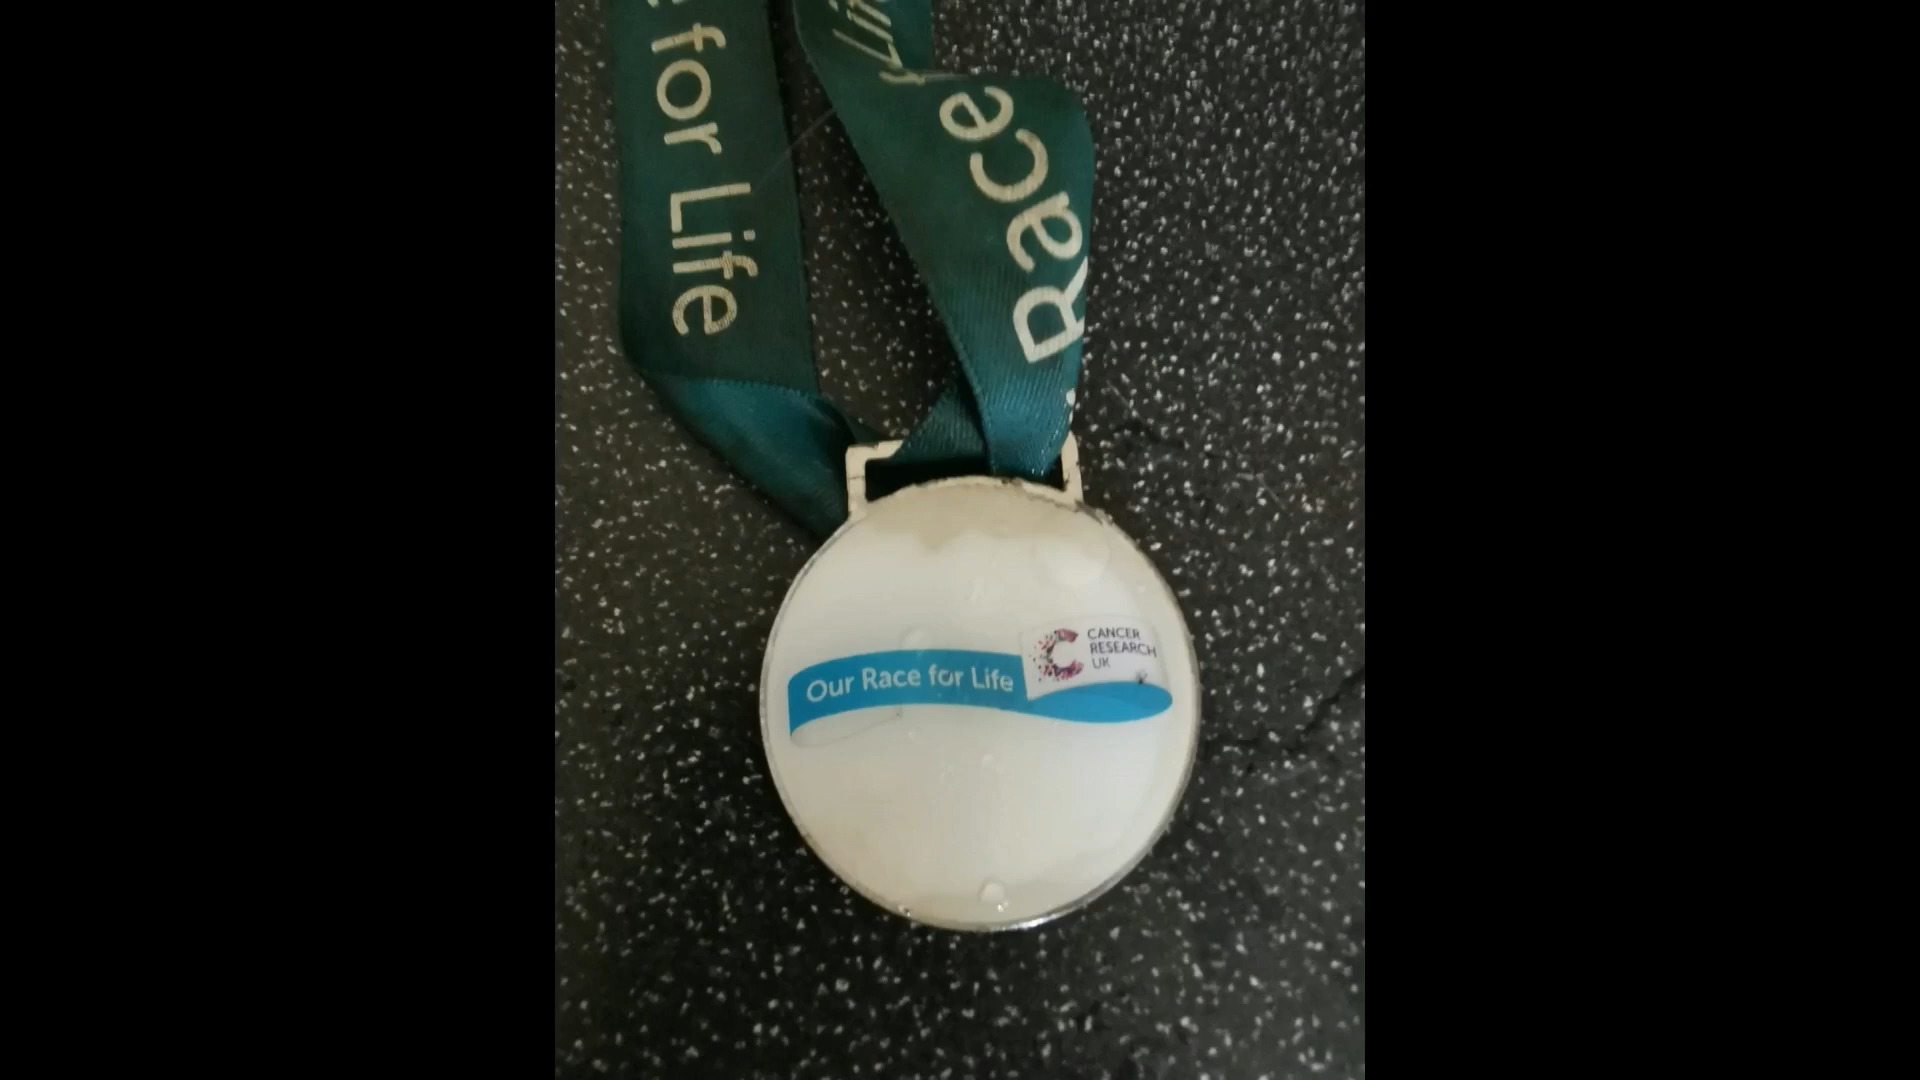 for Life
Race
Our Race for Life
CANCER
RESEARCH
UK